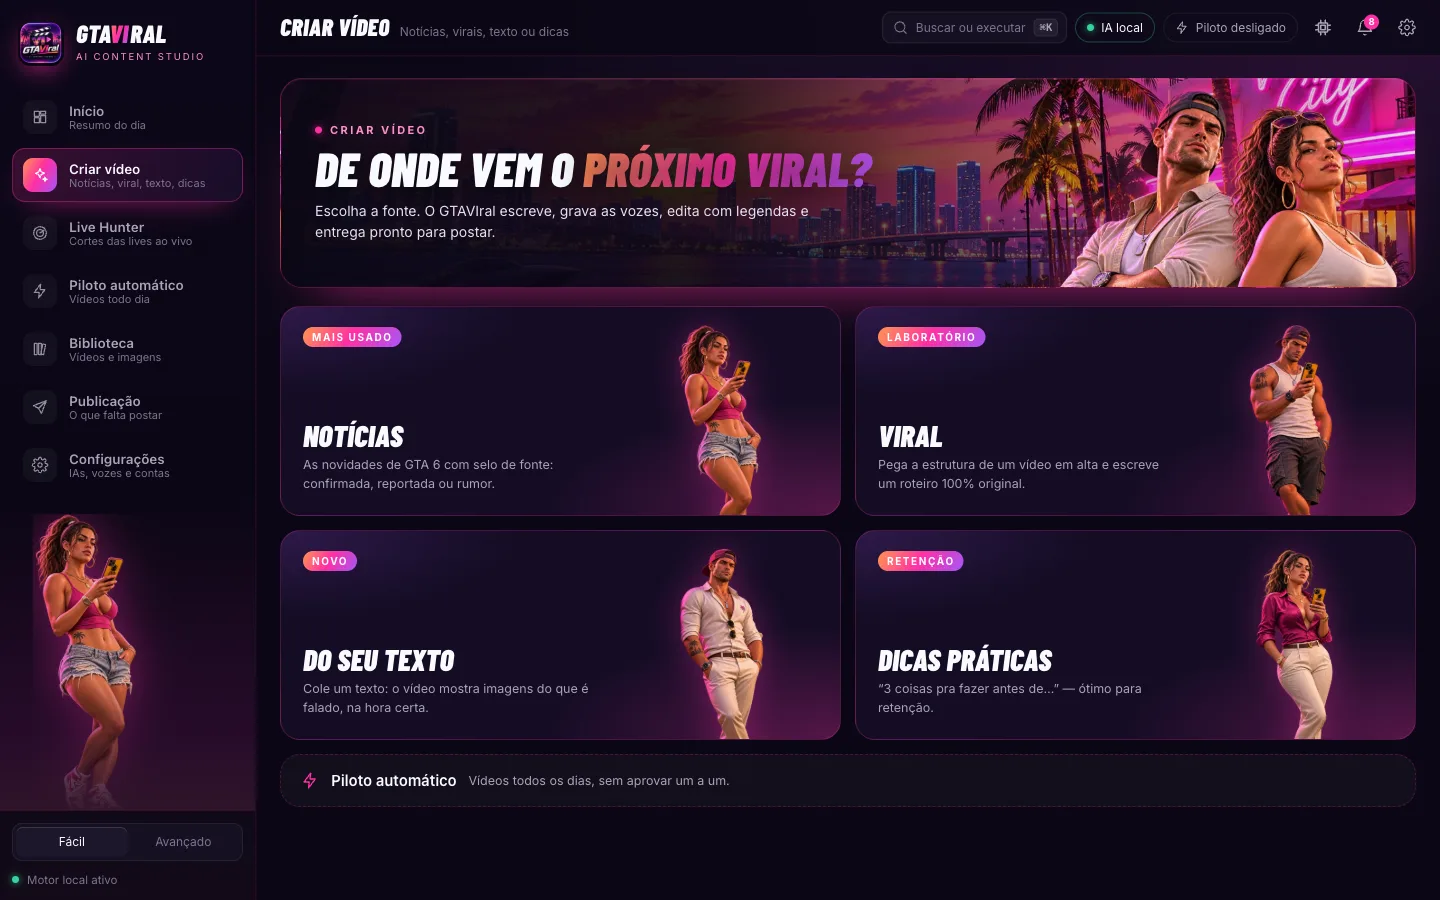 GTAVIRAL
AI CONTENT STUDIO
Início
Resumo do dia
Criar vídeo
Notícias, viral, texto, dicas
Live Hunter
Cortes das lives ao vivo
Piloto automático
Vídeos todo dia
Biblioteca
Vídeos e imagens
Publicação
O que falta postar
Configurações
IAs, vozes e contas
Fácil
Avançado
Motor local ativo
CRIAR VÍDEO
Notícias, virais, texto ou dicas
Buscar ou executar
⌘K
IA local
Piloto desligado
8
CRIAR VÍDEO
DE ONDE VEM O PRÓXIMO VIRAL?
Escolha a fonte. O GTAVIral escreve, grava as vozes, edita com legendas e
entrega pronto para postar.
City
MAIS USADO
NOTÍCIAS
As novidades de GTA 6 com selo de fonte:
confirmada, reportada ou rumor.
LABORATÓRIO
VIRAL
Pega a estrutura de um vídeo em alta e escreve
um roteiro 100% original.
NOVO
DO SEU TEXTO
Cole um texto: o vídeo mostra imagens do que é
falado, na hora certa.
RETENÇÃO
DICAS PRÁTICAS
“3 coisas pra fazer antes de…” — ótimo para
retenção.
Piloto automático
Vídeos todos os dias, sem aprovar um a um.